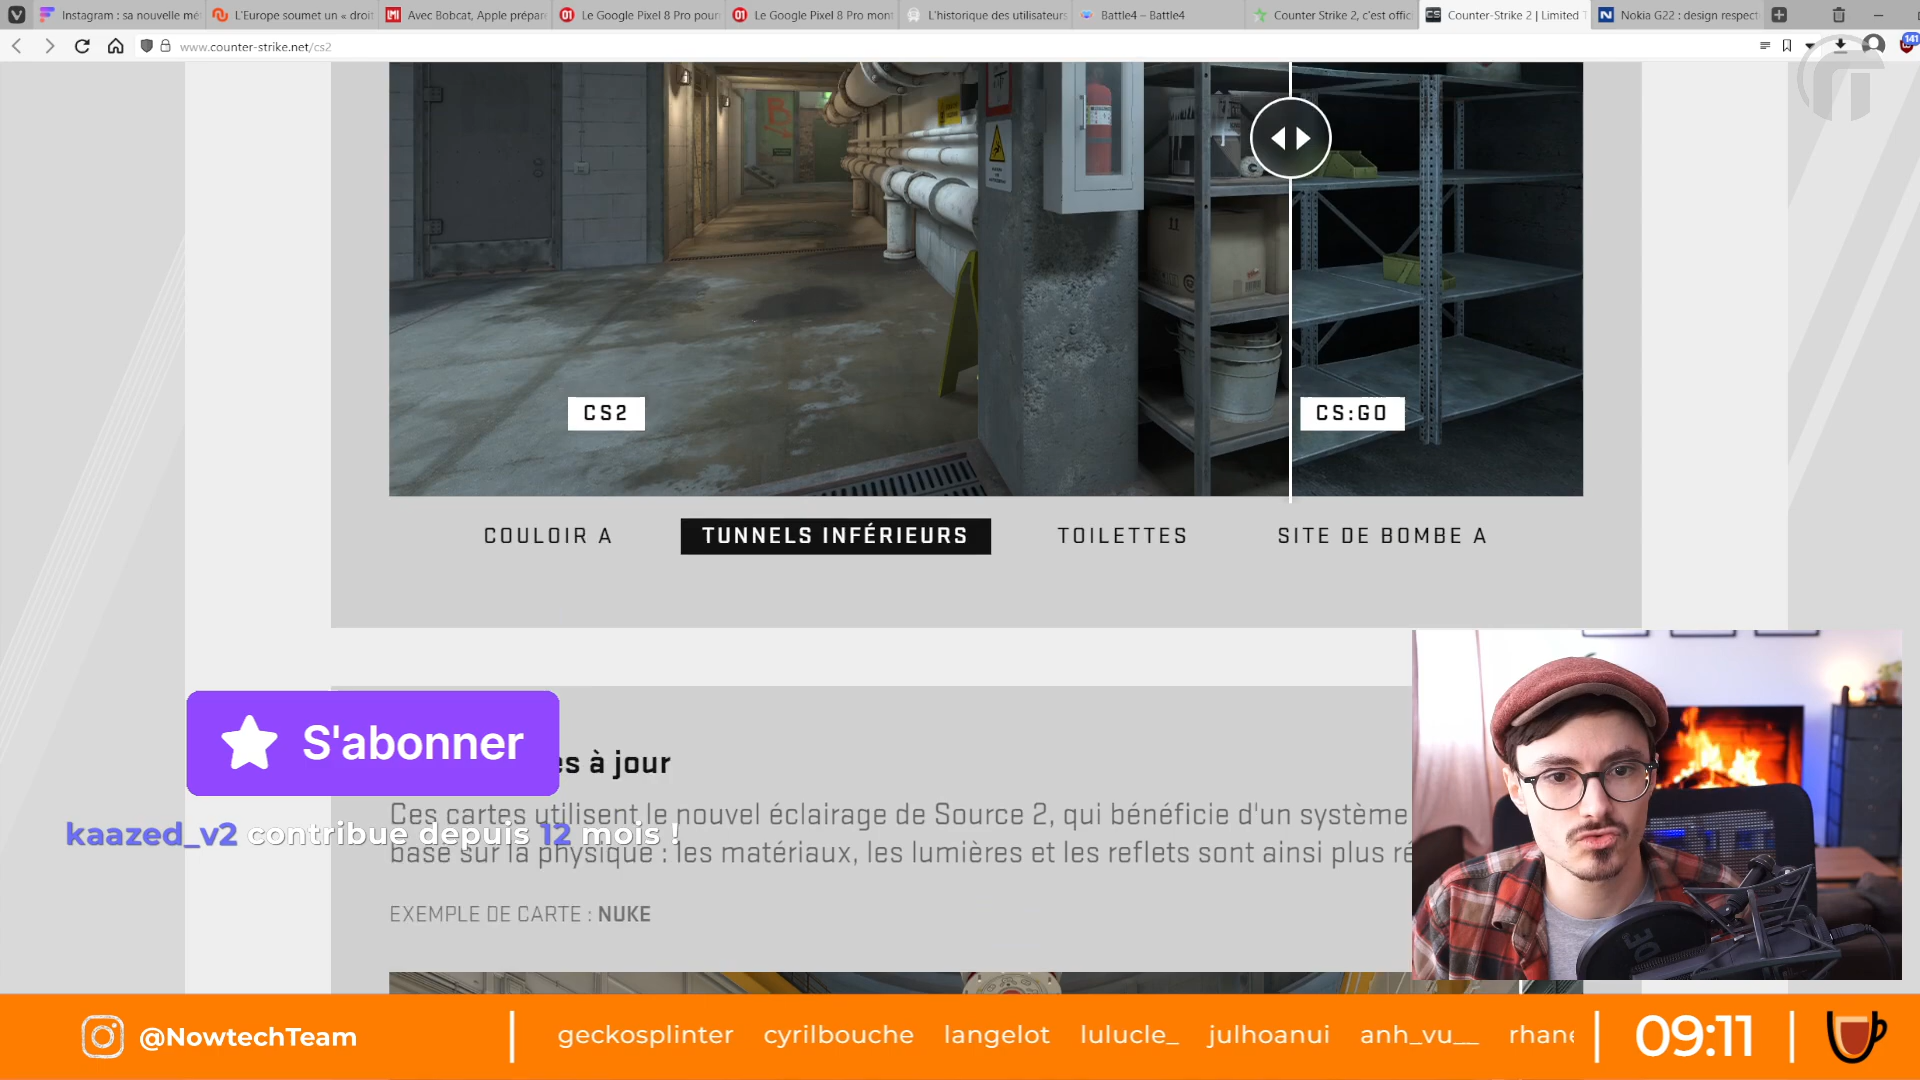 Instagram : sa nouvelle mé
L'Europe soumet un « droit
Avec Bobcat, Apple prépare
Le Google Pixel 8 Pro pour
Le Google Pixel 8 Pro mont
L'historique des utilisateurs
Battle4 – Battle4
Counter Strike 2, c'est offic
Counter-Strike 2 | Limited T
Nokia G22 : design respect
www.counter-strike.net/cs2
141
CS2
CS:GO
COULOIR A
TUNNELS INFÉRIEURS
TOILETTES
SITE DE BOMBE A
S'abonner
es à jour
Ces cartes utilisent le nouvel éclairage de Source 2, qui bénéficie d'un système
kaazed_v2 contribue depuis 12 mois !
basé sur la physique : les matériaux, les lumières et les reflets sont ainsi plus ré
EXEMPLE DE CARTE : NUKE
@NowtechTeam
geckosplinter cyrilbouche langelot lulucle_ julhoanui anh_vu__ rhane
09:11